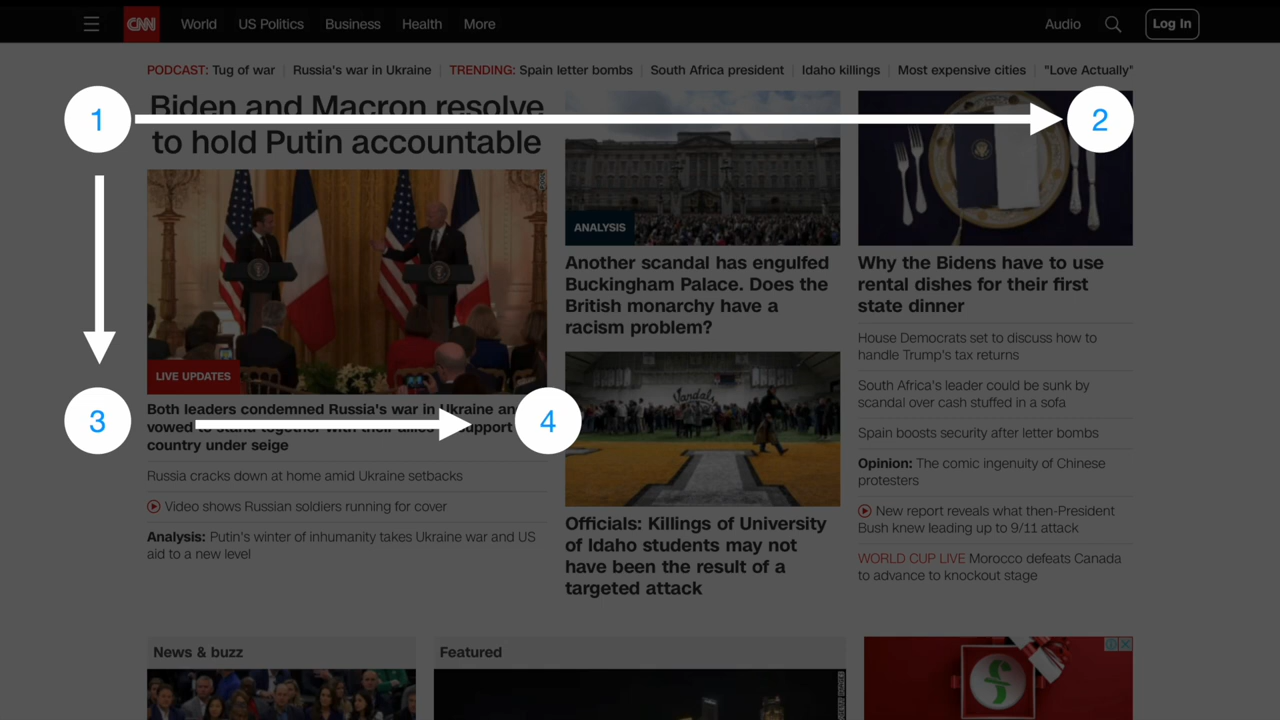 CNN World US Politics Business Health More Audio Log In
PODCAST: Tug of war Russia's war in Ukraine TRENDING: Spain letter bombs South Africa president Idaho killings Most expensive cities "Love Actually"
1
2
Biden and Macron resolve
to hold Putin accountable
LIVE UPDATES
3
4
Both leaders condemned Russia's war in Ukraine an
vowed to stand together with their allies support
country under seige
Russia cracks down at home amid Ukraine setbacks
Video shows Russian soldiers running for cover
Analysis: Putin's winter of inhumanity takes Ukraine war and US
aid to a new level
ANALYSIS
Another scandal has engulfed
Buckingham Palace. Does the
British monarchy have a
racism problem?
Vandals
Officials: Killings of University
of Idaho students may not
have been the result of a
targeted attack
Why the Bidens have to use
rental dishes for their first
state dinner
House Democrats set to discuss how to
handle Trump's tax returns
South Africa's leader could be sunk by
scandal over cash stuffed in a sofa
Spain boosts security after letter bombs
Opinion: The comic ingenuity of Chinese
protesters
New report reveals what then-President
Bush knew leading up to 9/11 attack
WORLD CUP LIVE Morocco defeats Canada
to advance to knockout stage
News & buzz
Featured